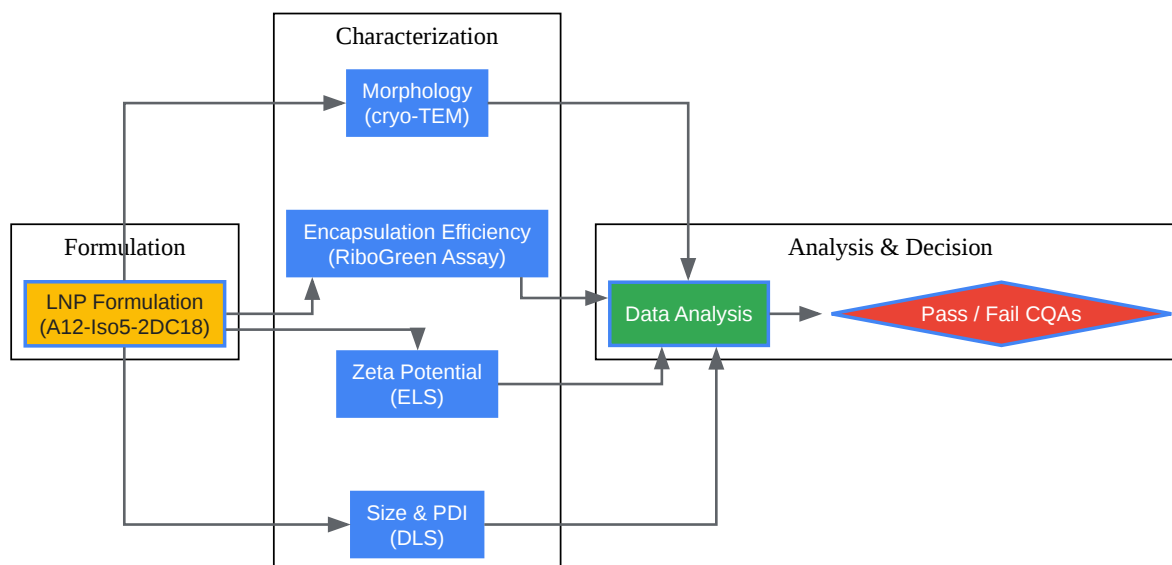 Characterization
Morphology
(cryo-TEM)
Encapsulation Efficiency
(RiboGreen Assay)
Formulation
LNP Formulation
(A12-Iso5-2DC18)
Zeta Potential
(ELS)
Size & PDI
(DLS)
Analysis & Decision
Data Analysis
Pass / Fail CQAs